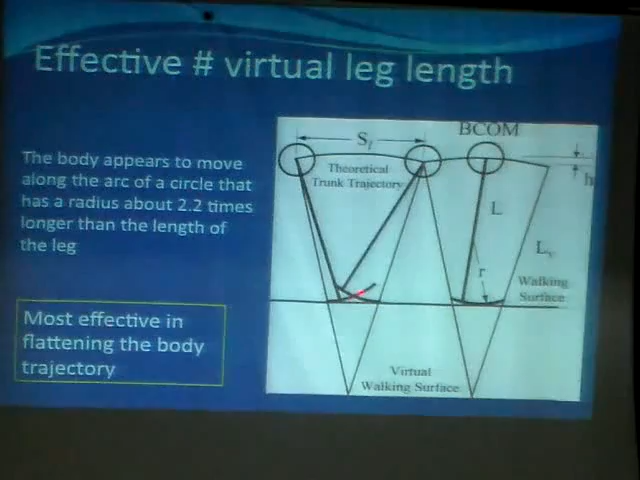 Effective # virtual leg length
The body appears to move
along the arc of a circle that
has a radius about 2.2 times
longer than the length of
the leg
Most effective in
flattening the body
trajectory
BCOM
Theoretical
Trunk Trajectory
h
L
r
Walking
Surface
Virtual
Walking Surface